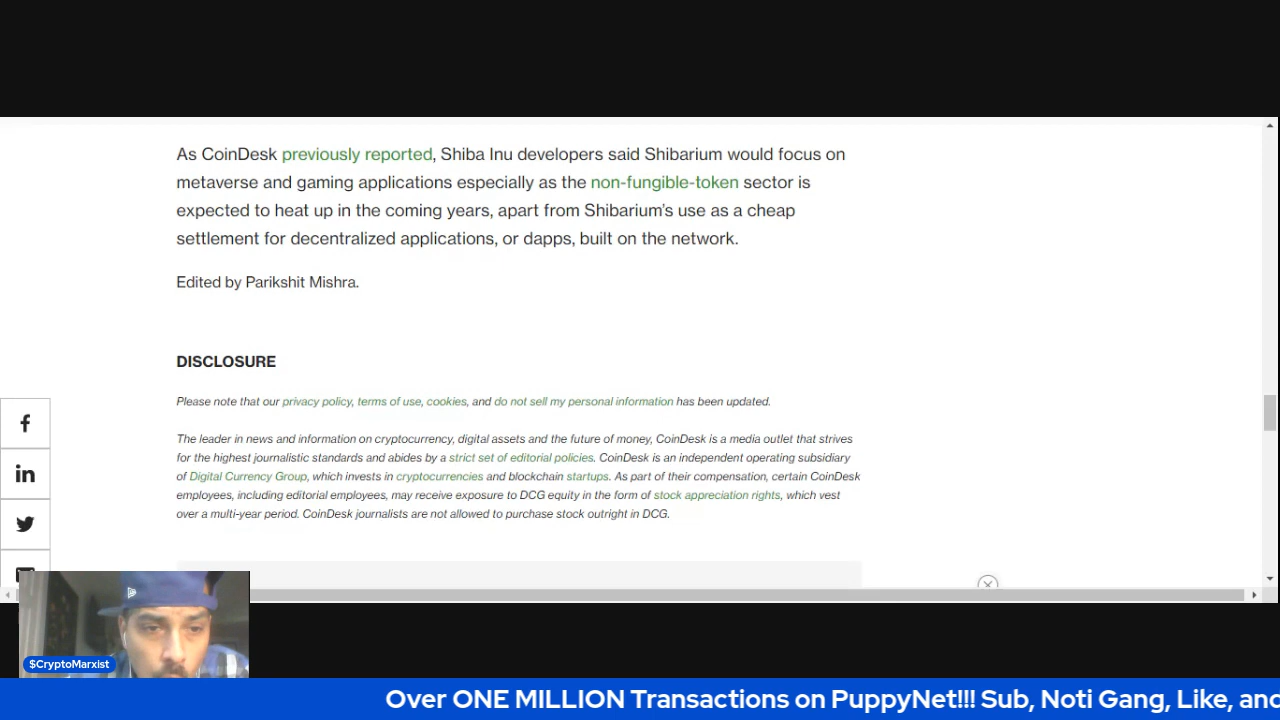 As CoinDesk previously reported, Shiba Inu developers said Shibarium would focus on
metaverse and gaming applications especially as the non-fungible-token sector is
expected to heat up in the coming years, apart from Shibarium’s use as a cheap
settlement for decentralized applications, or dapps, built on the network.
Edited by Parikshit Mishra.
DISCLOSURE
Please note that our privacy policy, terms of use, cookies, and do not sell my personal information has been updated.
The leader in news and information on cryptocurrency, digital assets and the future of money, CoinDesk is a media outlet that strives
for the highest journalistic standards and abides by a strict set of editorial policies. CoinDesk is an independent operating subsidiary
of Digital Currency Group, which invests in cryptocurrencies and blockchain startups. As part of their compensation, certain CoinDesk
employees, including editorial employees, may receive exposure to DCG equity in the form of stock appreciation rights, which vest
over a multi-year period. CoinDesk journalists are not allowed to purchase stock outright in DCG.
$CryptoMarxist
Over ONE MILLION Transactions on PuppyNet!!! Sub, Noti Gang, Like, and